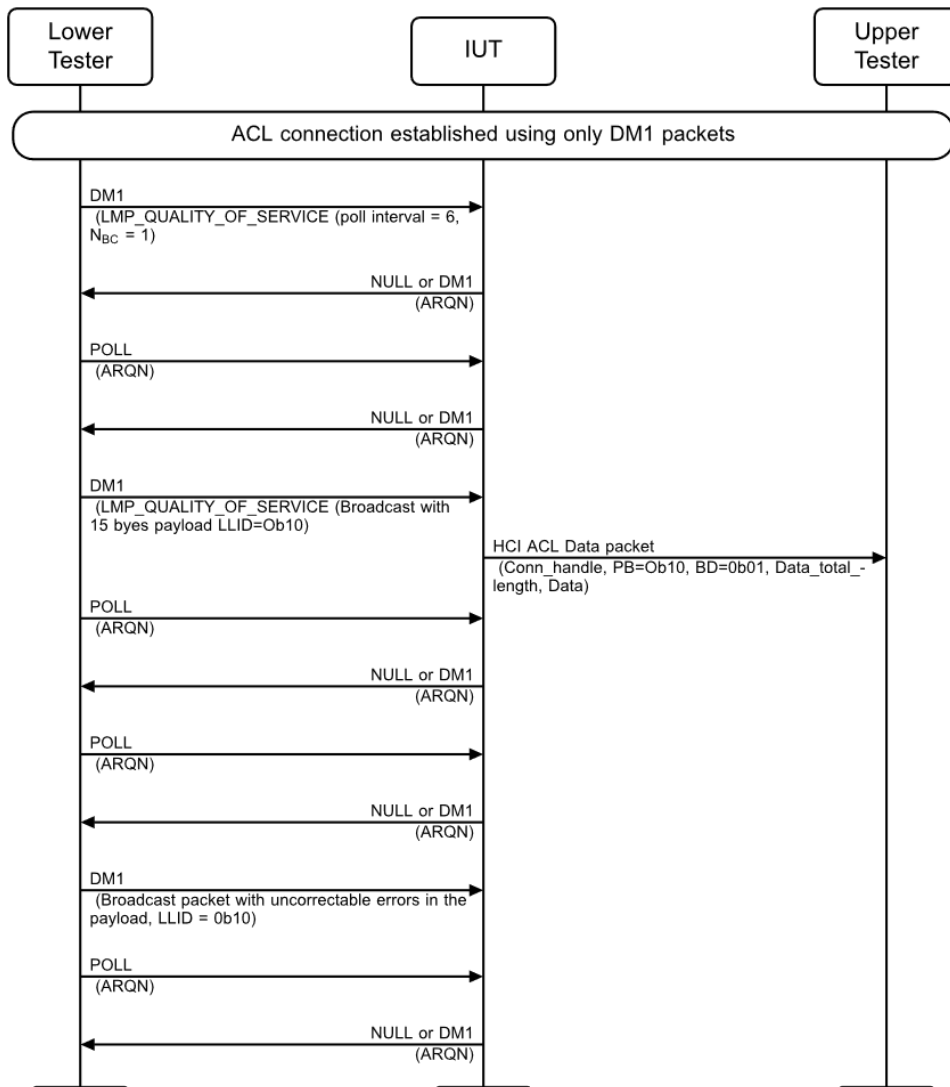 Lower
Tester
IUT
Upper
Tester
ACL connection established using only DM1 packets
DM1
(LMP_QUALITY_OF_SERVICE (poll interval = 6,
NBC = 1)
NULL or DM1
(ARQN)
POLL
(ARQN)
NULL or DM1
(ARQN)
DM1
(LMP_QUALITY_OF_SERVICE (Broadcast with
15 byes payload LLID=Ob10)
HCI ACL Data packet
(Conn_handle, PB=Ob10, BD=0b01, Data_total_-
length, Data)
POLL
(ARQN)
NULL or DM1
(ARQN)
POLL
(ARQN)
NULL or DM1
(ARQN)
DM1
(Broadcast packet with uncorrectable errors in the
payload, LLID = 0b10)
POLL
(ARQN)
NULL or DM1
(ARQN)